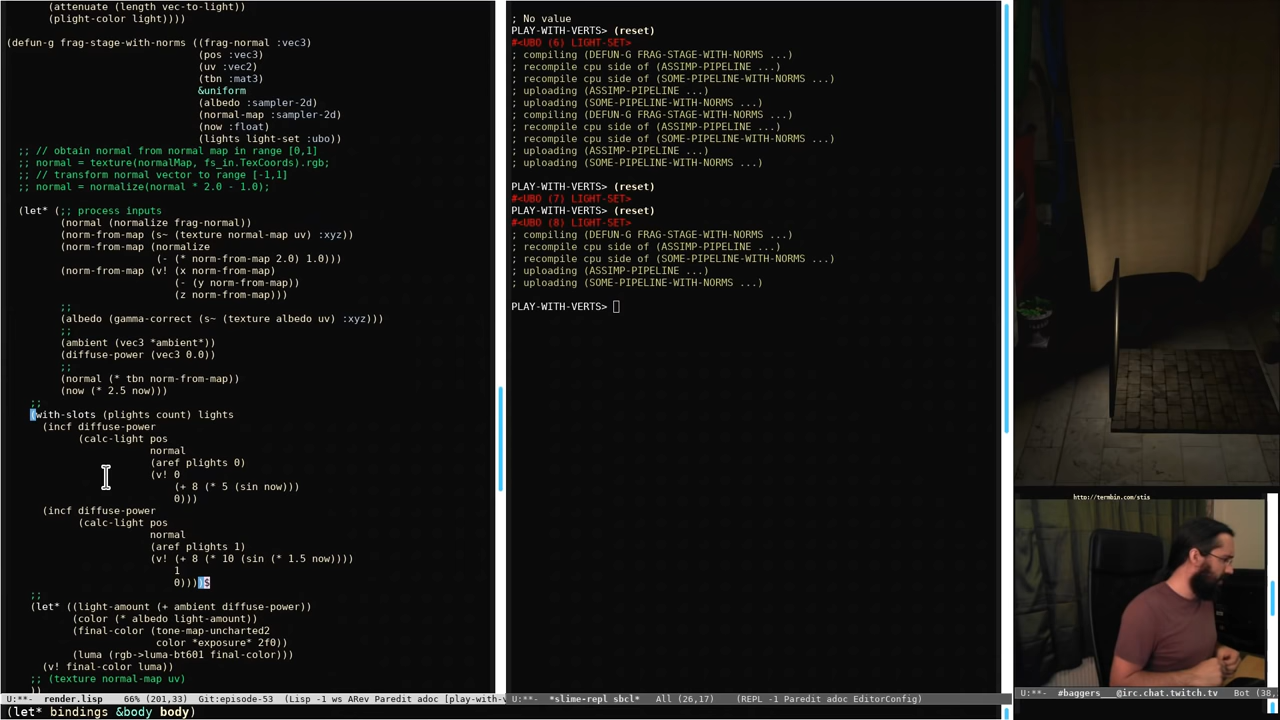 (attenuate (length vec-to-light))
(plight-color light))))
(defun-g frag-stage-with-norms ((frag-normal :vec3)
(pos :vec3)
(uv :vec2)
(tbn :mat3)
&uniform
(albedo :sampler-2d)
(normal-map :sampler-2d)
(now :float)
(lights light-set :ubo))
;; // obtain normal from normal map in range [0,1]
;; normal = texture(normalMap, fs_in.TexCoords).rgb;
;; // transform normal vector to range [-1,1]
;; normal = normalize(normal * 2.0 - 1.0);
(let* (;; process inputs
(normal (normalize frag-normal))
(norm-from-map (s~ (texture normal-map uv) :xyz))
(norm-from-map (normalize
(- (* norm-from-map 2.0) 1.0)))
(norm-from-map (v! (x norm-from-map)
(- (y norm-from-map))
(z norm-from-map)))
;;
(albedo (gamma-correct (s~ (texture albedo uv) :xyz)))
;;
(ambient (vec3 *ambient*))
(diffuse-power (vec3 0.0))
;;
(normal (* tbn norm-from-map))
(now (* 2.5 now)))
;;
(with-slots (plights count) lights
(incf diffuse-power
(calc-light pos
normal
(aref plights 0)
(v! 0
(+ 8 (* 5 (sin now)))
0)))
(incf diffuse-power
(calc-light pos
normal
(aref plights 1)
(v! (+ 8 (* 10 (sin (* 1.5 now))))
1
0))))$
;;
(let* ((light-amount (+ ambient diffuse-power))
(color (* albedo light-amount))
(final-color (tone-map-uncharted2
color *exposure* 2f0))
(luma (rgb->luma-bt601 final-color)))
(v! final-color luma))
;; (texture normal-map uv)
))
U:**- render.lisp 66% (201,33) Git:episode-53 (Lisp -1 ws ARev Paredit adoc [play-with-v
(let* bindings &body body)
; No value
PLAY-WITH-VERTS> (reset)
#<UBO (6) LIGHT-SET>
; compiling (DEFUN-G FRAG-STAGE-WITH-NORMS ...)
; recompile cpu side of (ASSIMP-PIPELINE ...)
; recompile cpu side of (SOME-PIPELINE-WITH-NORMS ...)
; uploading (ASSIMP-PIPELINE ...)
; uploading (SOME-PIPELINE-WITH-NORMS ...)
; compiling (DEFUN-G FRAG-STAGE-WITH-NORMS ...)
; recompile cpu side of (ASSIMP-PIPELINE ...)
; recompile cpu side of (SOME-PIPELINE-WITH-NORMS ...)
; uploading (ASSIMP-PIPELINE ...)
; uploading (SOME-PIPELINE-WITH-NORMS ...)
PLAY-WITH-VERTS> (reset)
#<UBO (7) LIGHT-SET>
PLAY-WITH-VERTS> (reset)
#<UBO (8) LIGHT-SET>
; compiling (DEFUN-G FRAG-STAGE-WITH-NORMS ...)
; recompile cpu side of (ASSIMP-PIPELINE ...)
; recompile cpu side of (SOME-PIPELINE-WITH-NORMS ...)
; uploading (ASSIMP-PIPELINE ...)
; uploading (SOME-PIPELINE-WITH-NORMS ...)
PLAY-WITH-VERTS>
U:**- *slime-repl sbcl* All (26,17) (REPL -1 Paredit adoc EditorConfig)
http://termbin.com/stis
U:**- #baggers__@irc.chat.twitch.tv Bot (38,